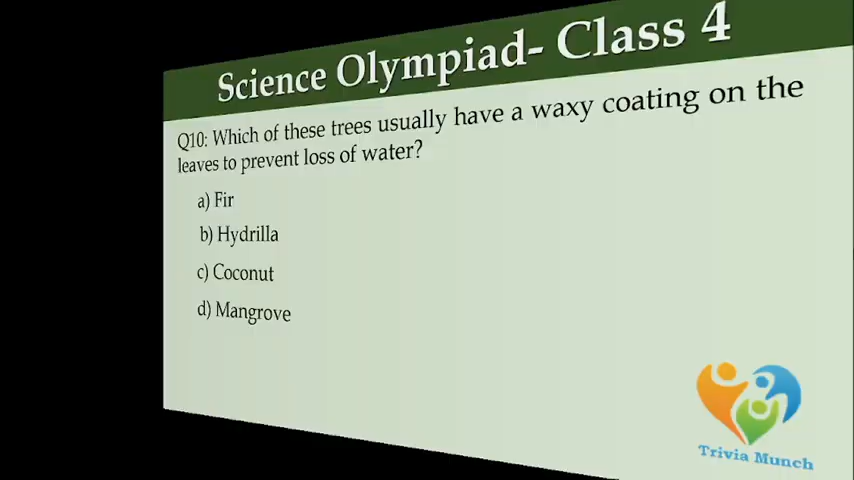 Science Olympiad- Class 4
Q10: Which of these trees usually have a waxy coating on the
leaves to prevent loss of water?
a) Fir
b) Hydrilla
c) Coconut
d) Mangrove
Trivia Munch